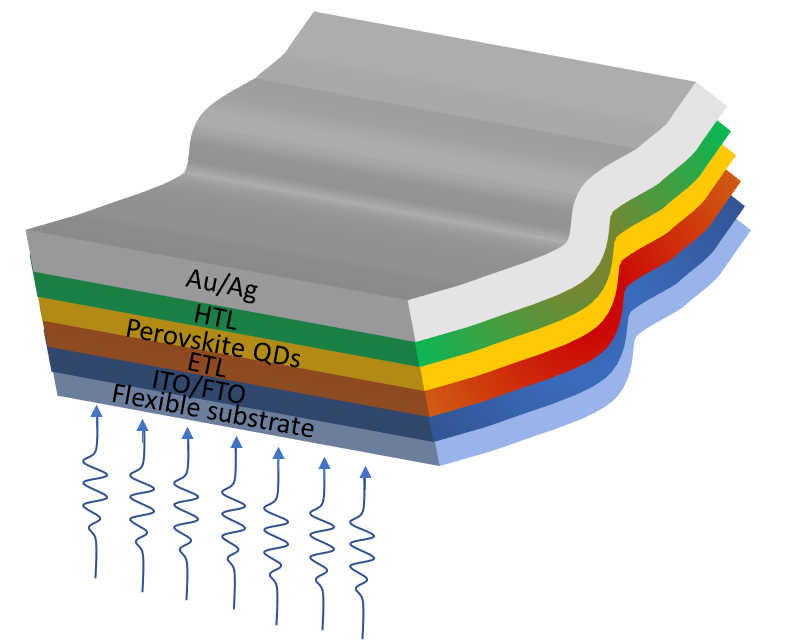 Au/Ag
HTL
Perovskite QDs
ETL
ITO/FTO
Flexible substrate